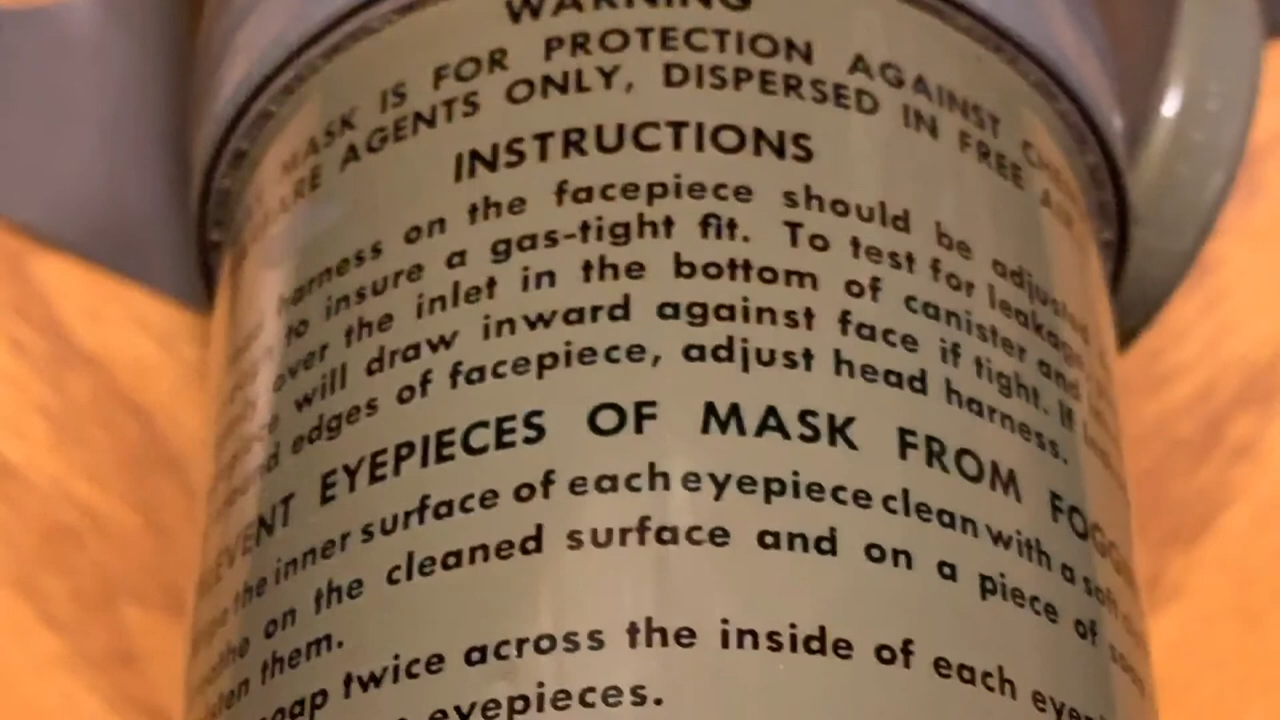 WARNING
MASK IS FOR PROTECTION AGAINST
AGENTS ONLY, DISPERSED IN FREE
INSTRUCTIONS
on the facepiece should be
to insure a gas-tight fit. To test for
over the inlet in the bottom of canister and
will draw inward against face if tight. If
edges of facepiece, adjust head harness.
EYEPIECES OF MASK FROM
the inner surface of each eyepiece clean with a
on the cleaned surface and on a piece of
them.
twice across the inside of each
eyepieces.